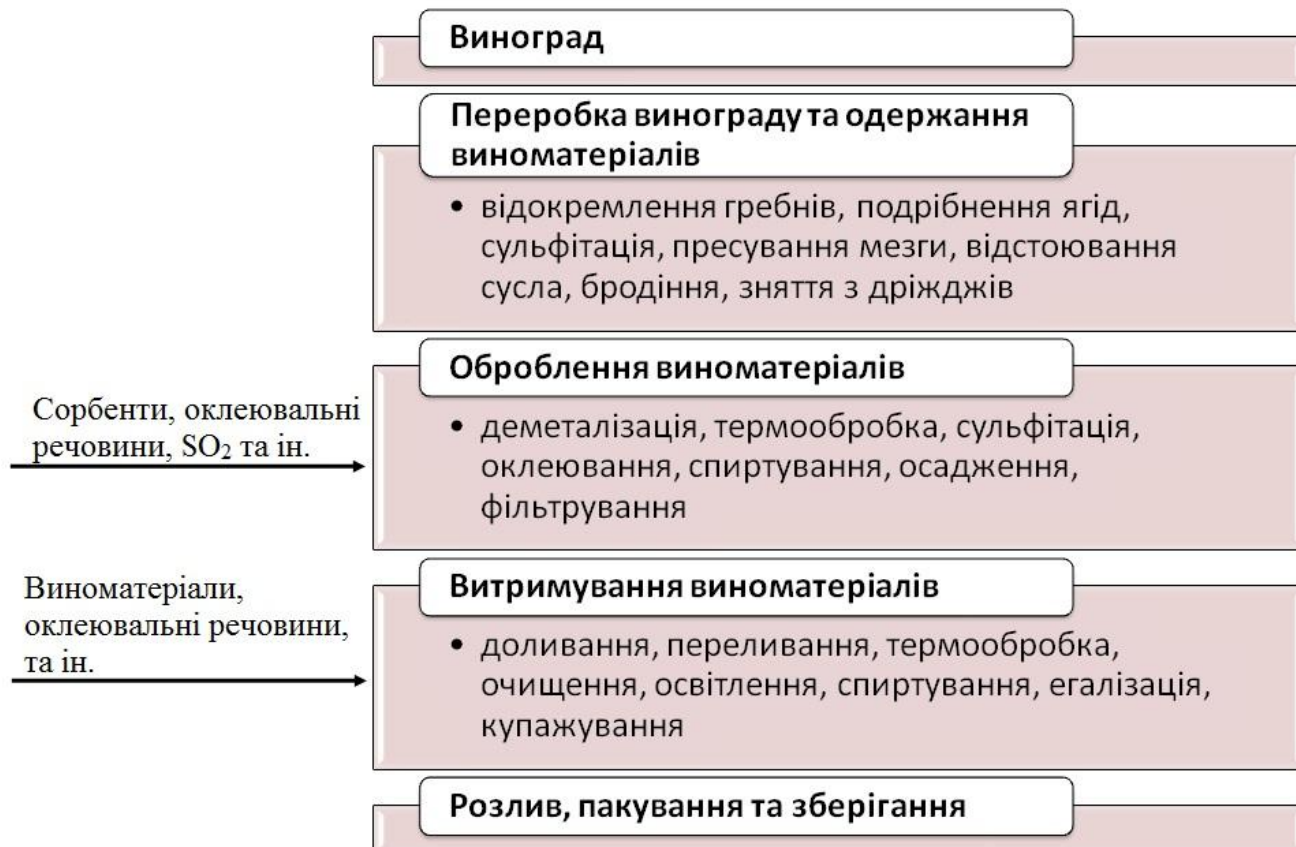 Виноград
Переробка винограду та одержання
виноматеріалів
• відокремлення гребнів, подрібнення ягід,
сульфітація, пресування мезги, відстоювання
сусла, бродіння, зняття з дріжджів
Оброблення виноматеріалів
Сорбенти, оклеювальні
речовини, SO₂ та ін.
• деметалізація, термообробка, сульфітація,
оклеювання, спиртування, осадження,
фільтрування
Витримування виноматеріалів
Виноматеріали,
оклеювальні речовини,
та ін.
• доливання, переливання, термообробка,
очищення, освітлення, спиртування, егалізація,
купажування
Розлив, пакування та зберігання